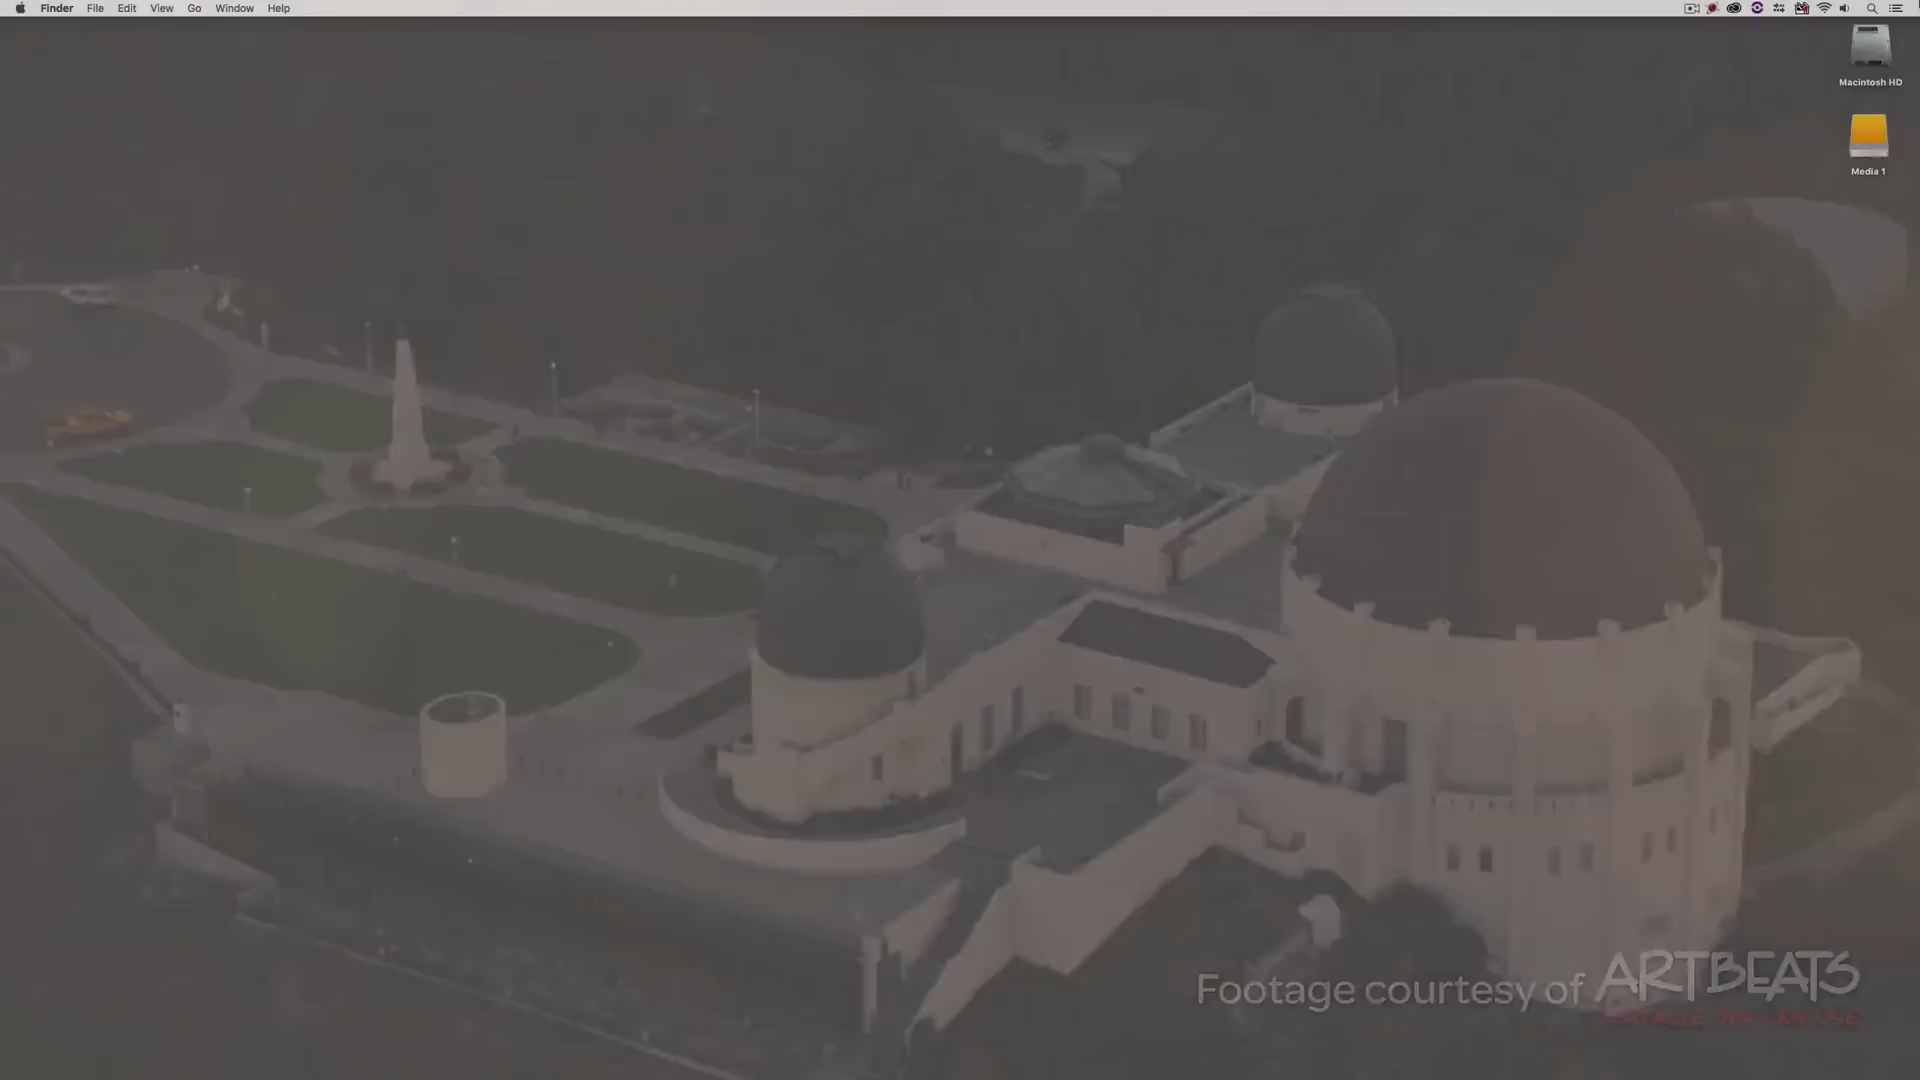 Finder File Edit View Go Window Help
Macintosh HD
Media 1
Footage courtesy of ARTBEATS